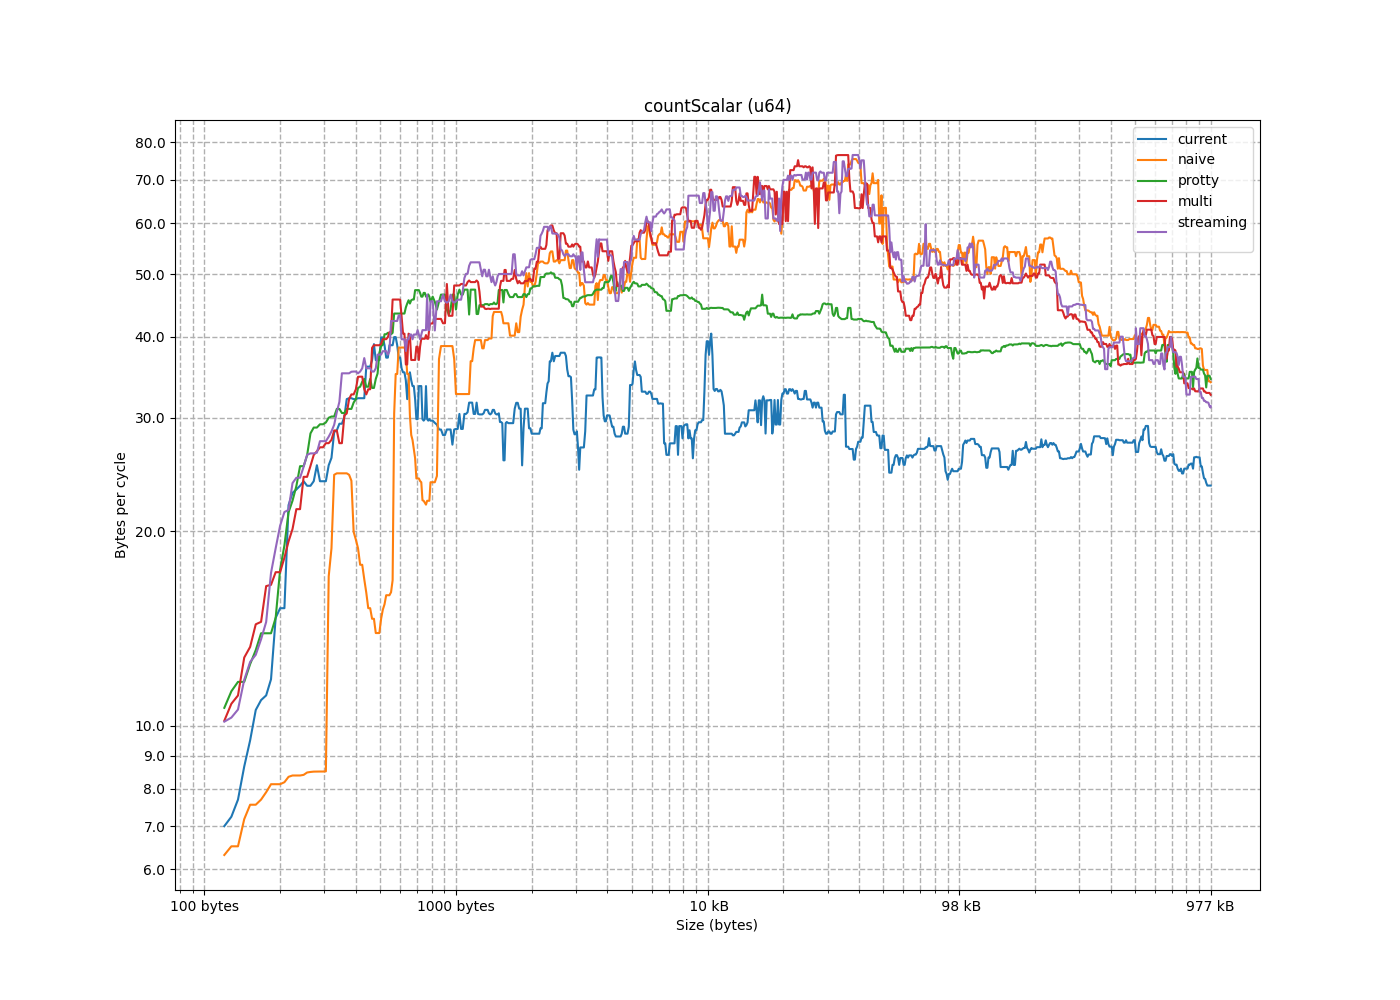 countScalar (u64)
80.0
70.0
60.0
50.0
40.0
30.0
20.0
10.0
9.0
8.0
7.0
6.0
Bytes per cycle
current
naive
protty
multi
streaming
100 bytes
1000 bytes
10 kB
98 kB
977 kB
Size (bytes)